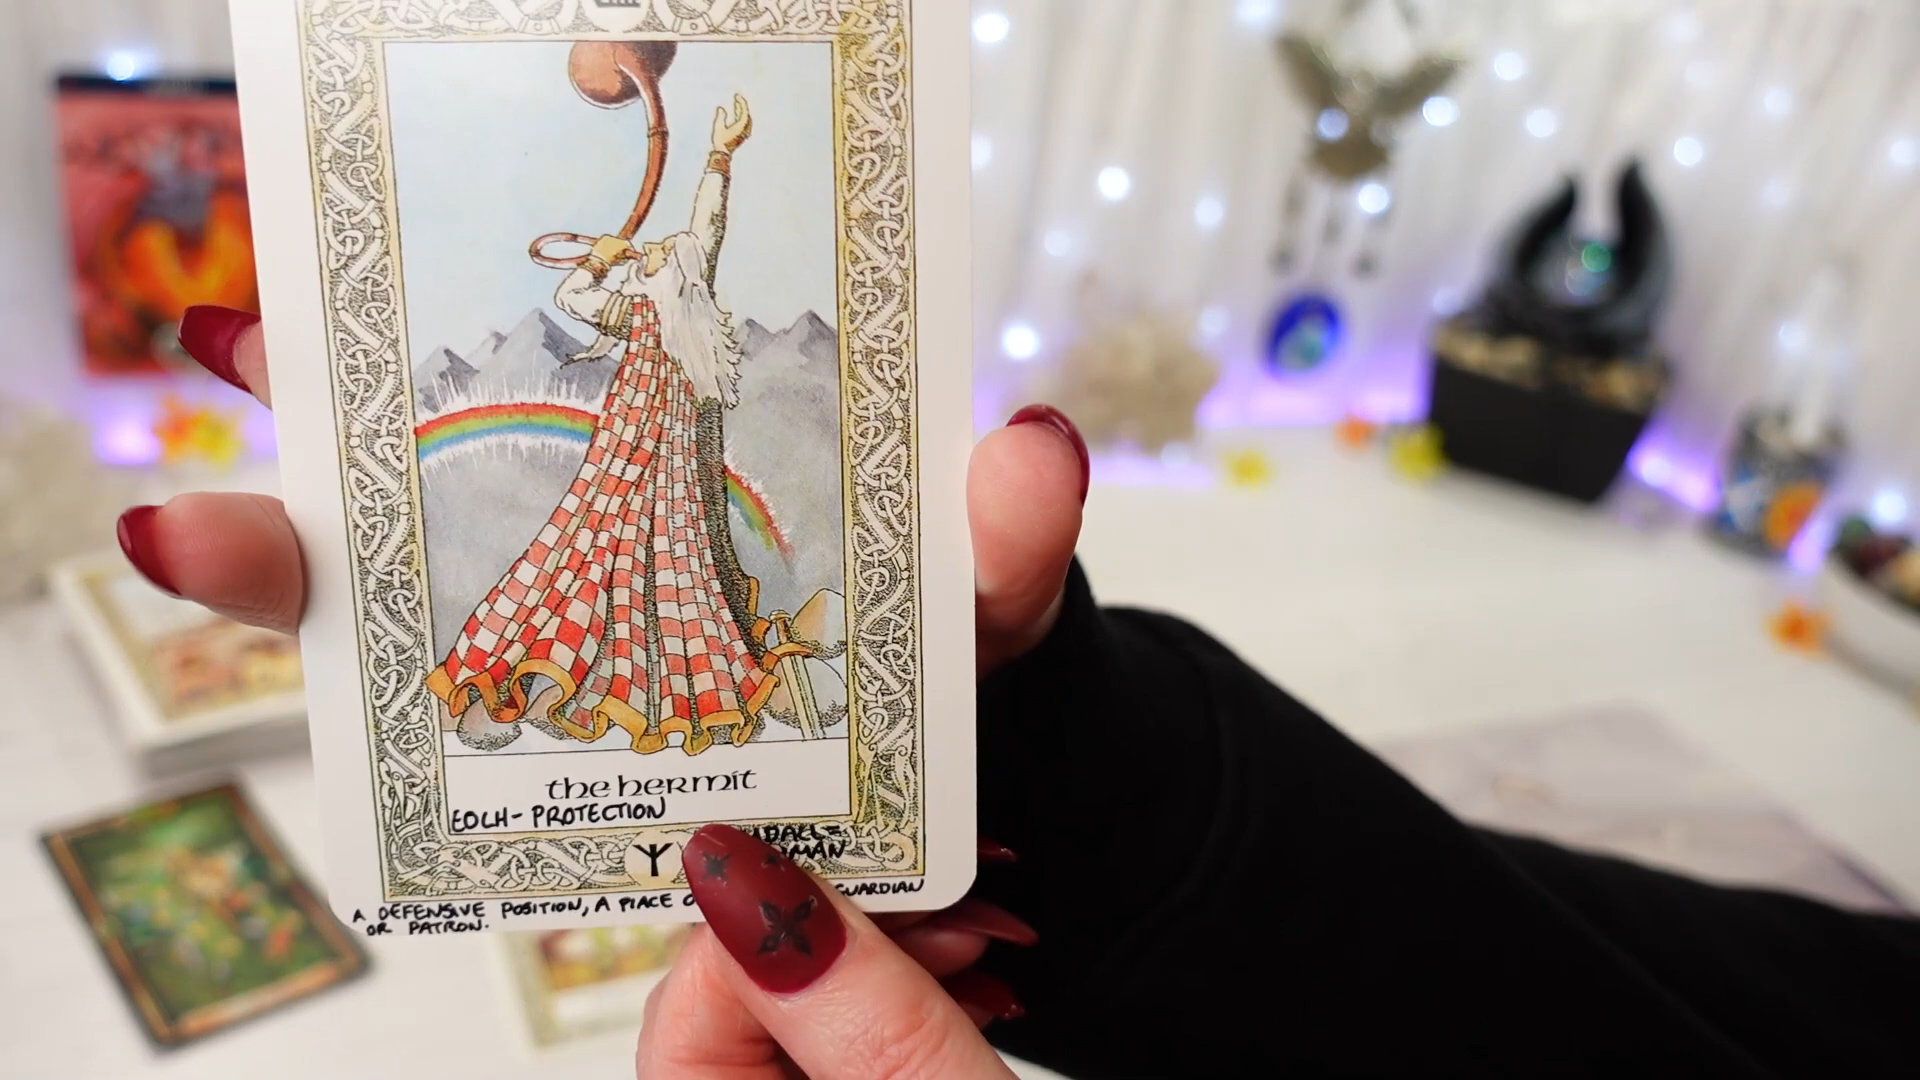 the hermit
EOLH - PROTECTION
A DEFENSIVE POSITION, A PLACE GUARDIAN
OR PATRON.